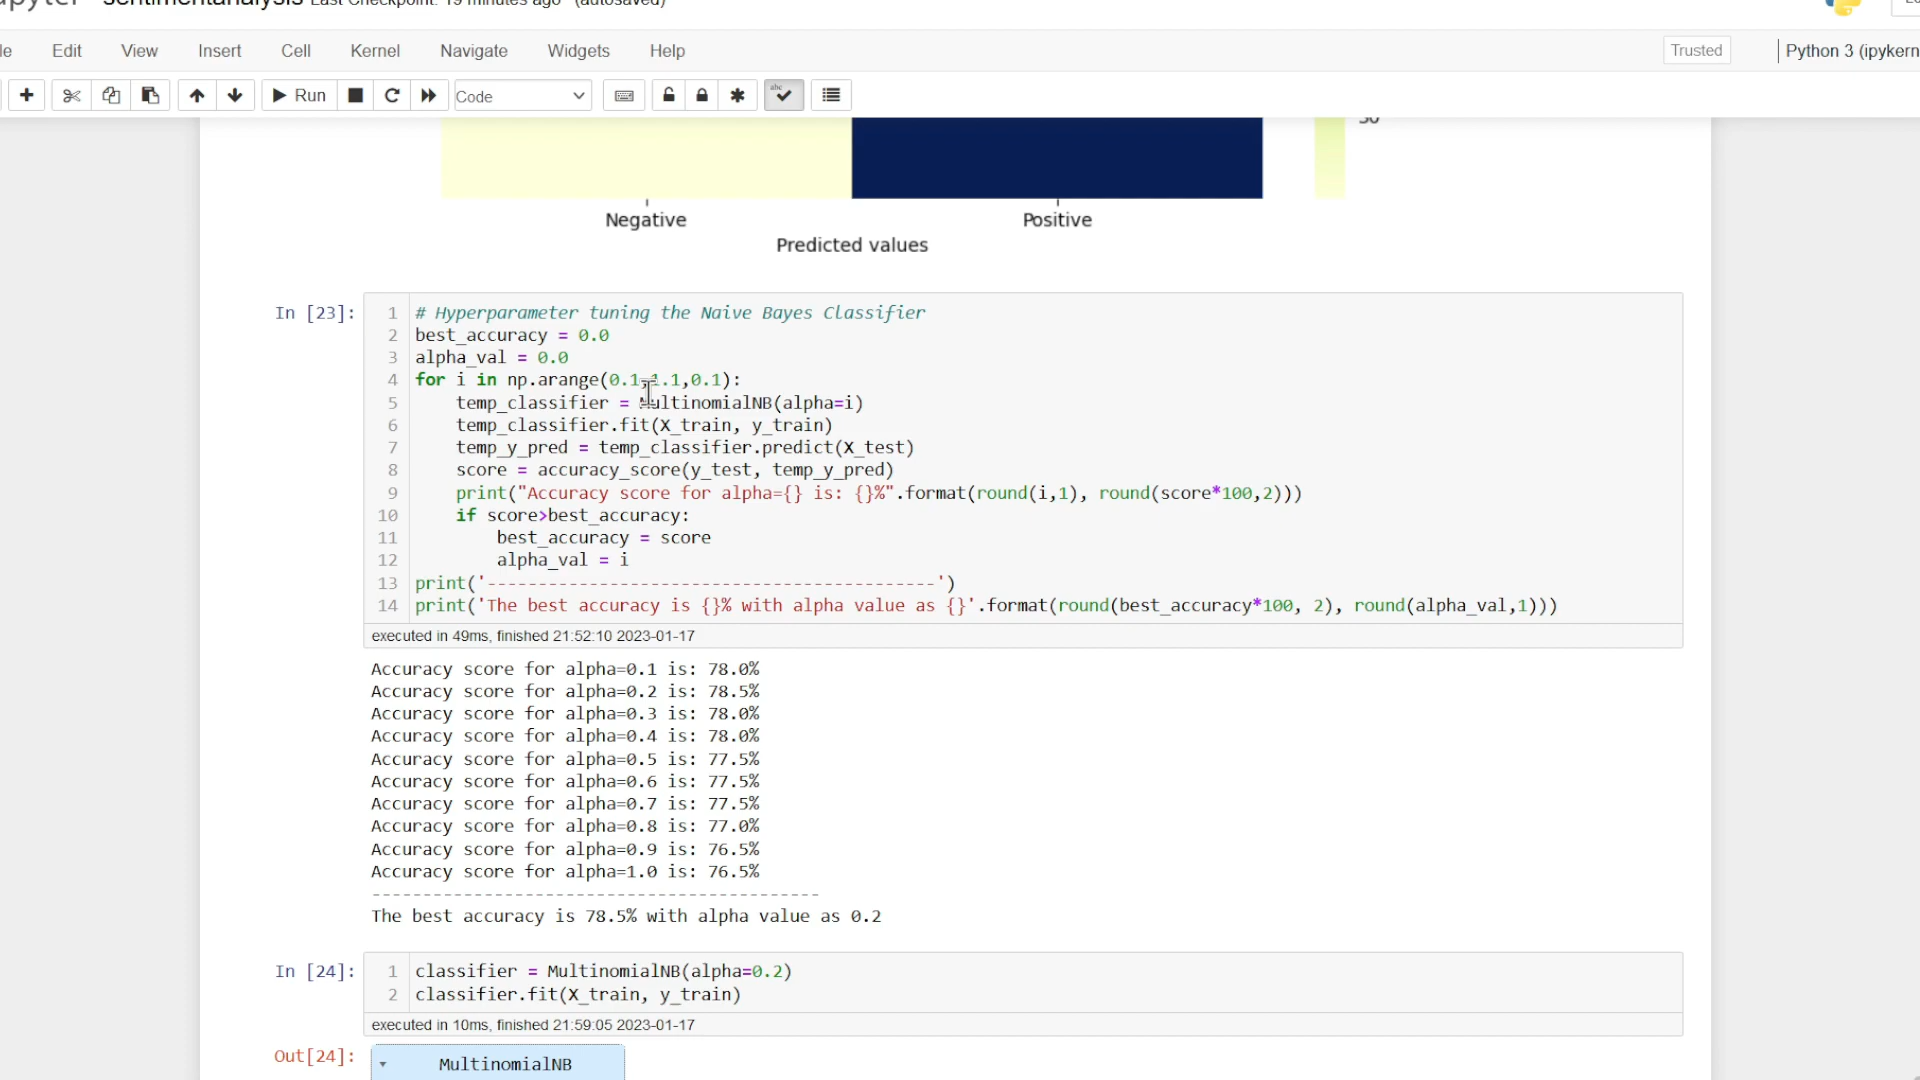 sentimentanalysis Last Checkpoint: 19 minutes ago (autosaved)
Edit View Insert Cell Kernel Navigate Widgets Help
Trusted Python 3 (ipykern
Run Code
Negative Positive
Predicted values
In [23]:
1 # Hyperparameter tuning the Naive Bayes Classifier
2 best_accuracy = 0.0
3 alpha_val = 0.0
4 for i in np.arange(0.1,1.1,0.1):
5 temp_classifier = MultinomialNB(alpha=i)
6 temp_classifier.fit(X_train, y_train)
7 temp_y_pred = temp_classifier.predict(X_test)
8 score = accuracy_score(y_test, temp_y_pred)
9 print("Accuracy score for alpha={} is: {}%".format(round(i,1), round(score*100,2)))
10 if score>best_accuracy:
11 best_accuracy = score
12 alpha_val = i
13 print('--------------------------------------------')
14 print('The best accuracy is {}% with alpha value as {}'.format(round(best_accuracy*100, 2), round(alpha_val,1)))
executed in 49ms, finished 21:52:10 2023-01-17
Accuracy score for alpha=0.1 is: 78.0%
Accuracy score for alpha=0.2 is: 78.5%
Accuracy score for alpha=0.3 is: 78.0%
Accuracy score for alpha=0.4 is: 78.0%
Accuracy score for alpha=0.5 is: 77.5%
Accuracy score for alpha=0.6 is: 77.5%
Accuracy score for alpha=0.7 is: 77.5%
Accuracy score for alpha=0.8 is: 77.0%
Accuracy score for alpha=0.9 is: 76.5%
Accuracy score for alpha=1.0 is: 76.5%
--------------------------------------------
The best accuracy is 78.5% with alpha value as 0.2
In [24]:
1 classifier = MultinomialNB(alpha=0.2)
2 classifier.fit(X_train, y_train)
executed in 10ms, finished 21:59:05 2023-01-17
Out[24]:
MultinomialNB